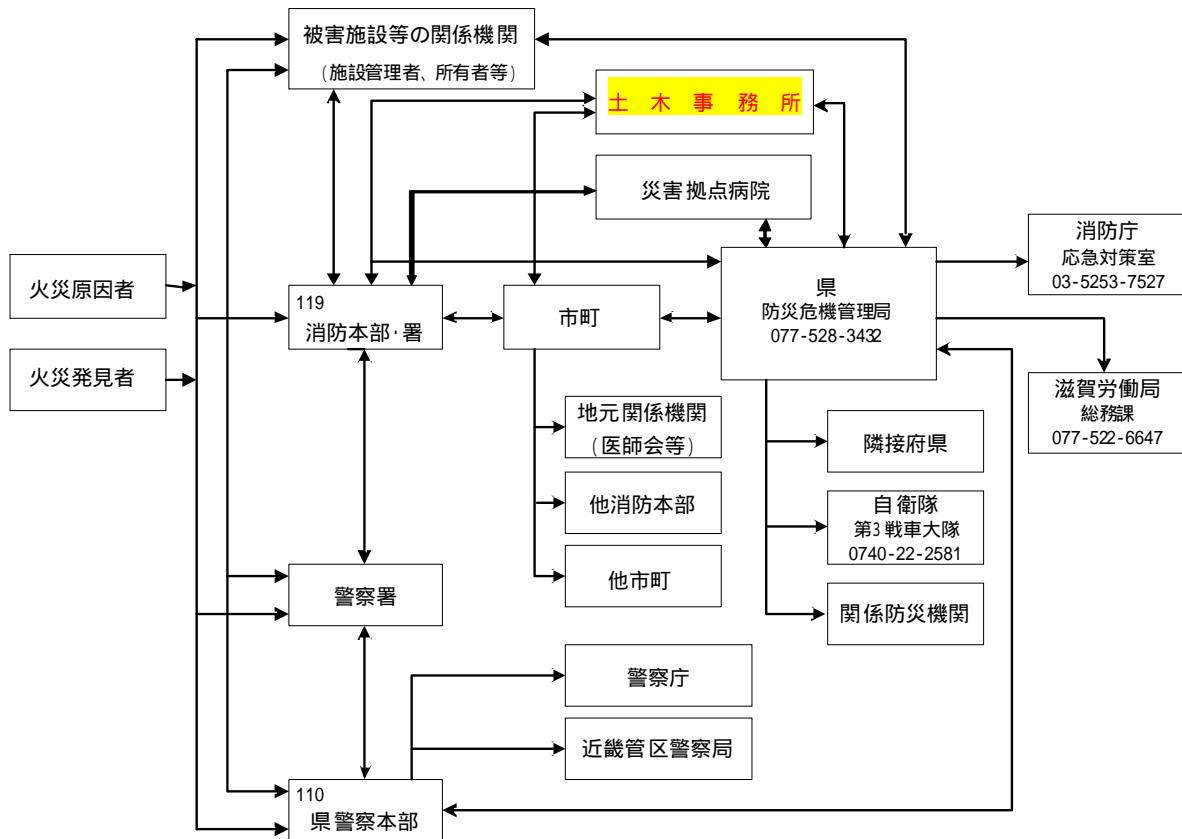 被害施設等の関係機関
（施設管理者、所有者等）
土木事務所
災害拠点病院
消防庁
応急対策室
03-5253-7527
火災原因者
119
消防本部・署
市町
県
防災危機管理局
077-528-3432
火災発見者
滋賀労働局
総務課
077-522-6647
地元関係機関
（医師会等）
隣接府県
他消防本部
自衛隊
第3戦車大隊
0740-22-2581
他市町
警察署
関係防災機関
警察庁
近畿管区警察局
110
県警察本部